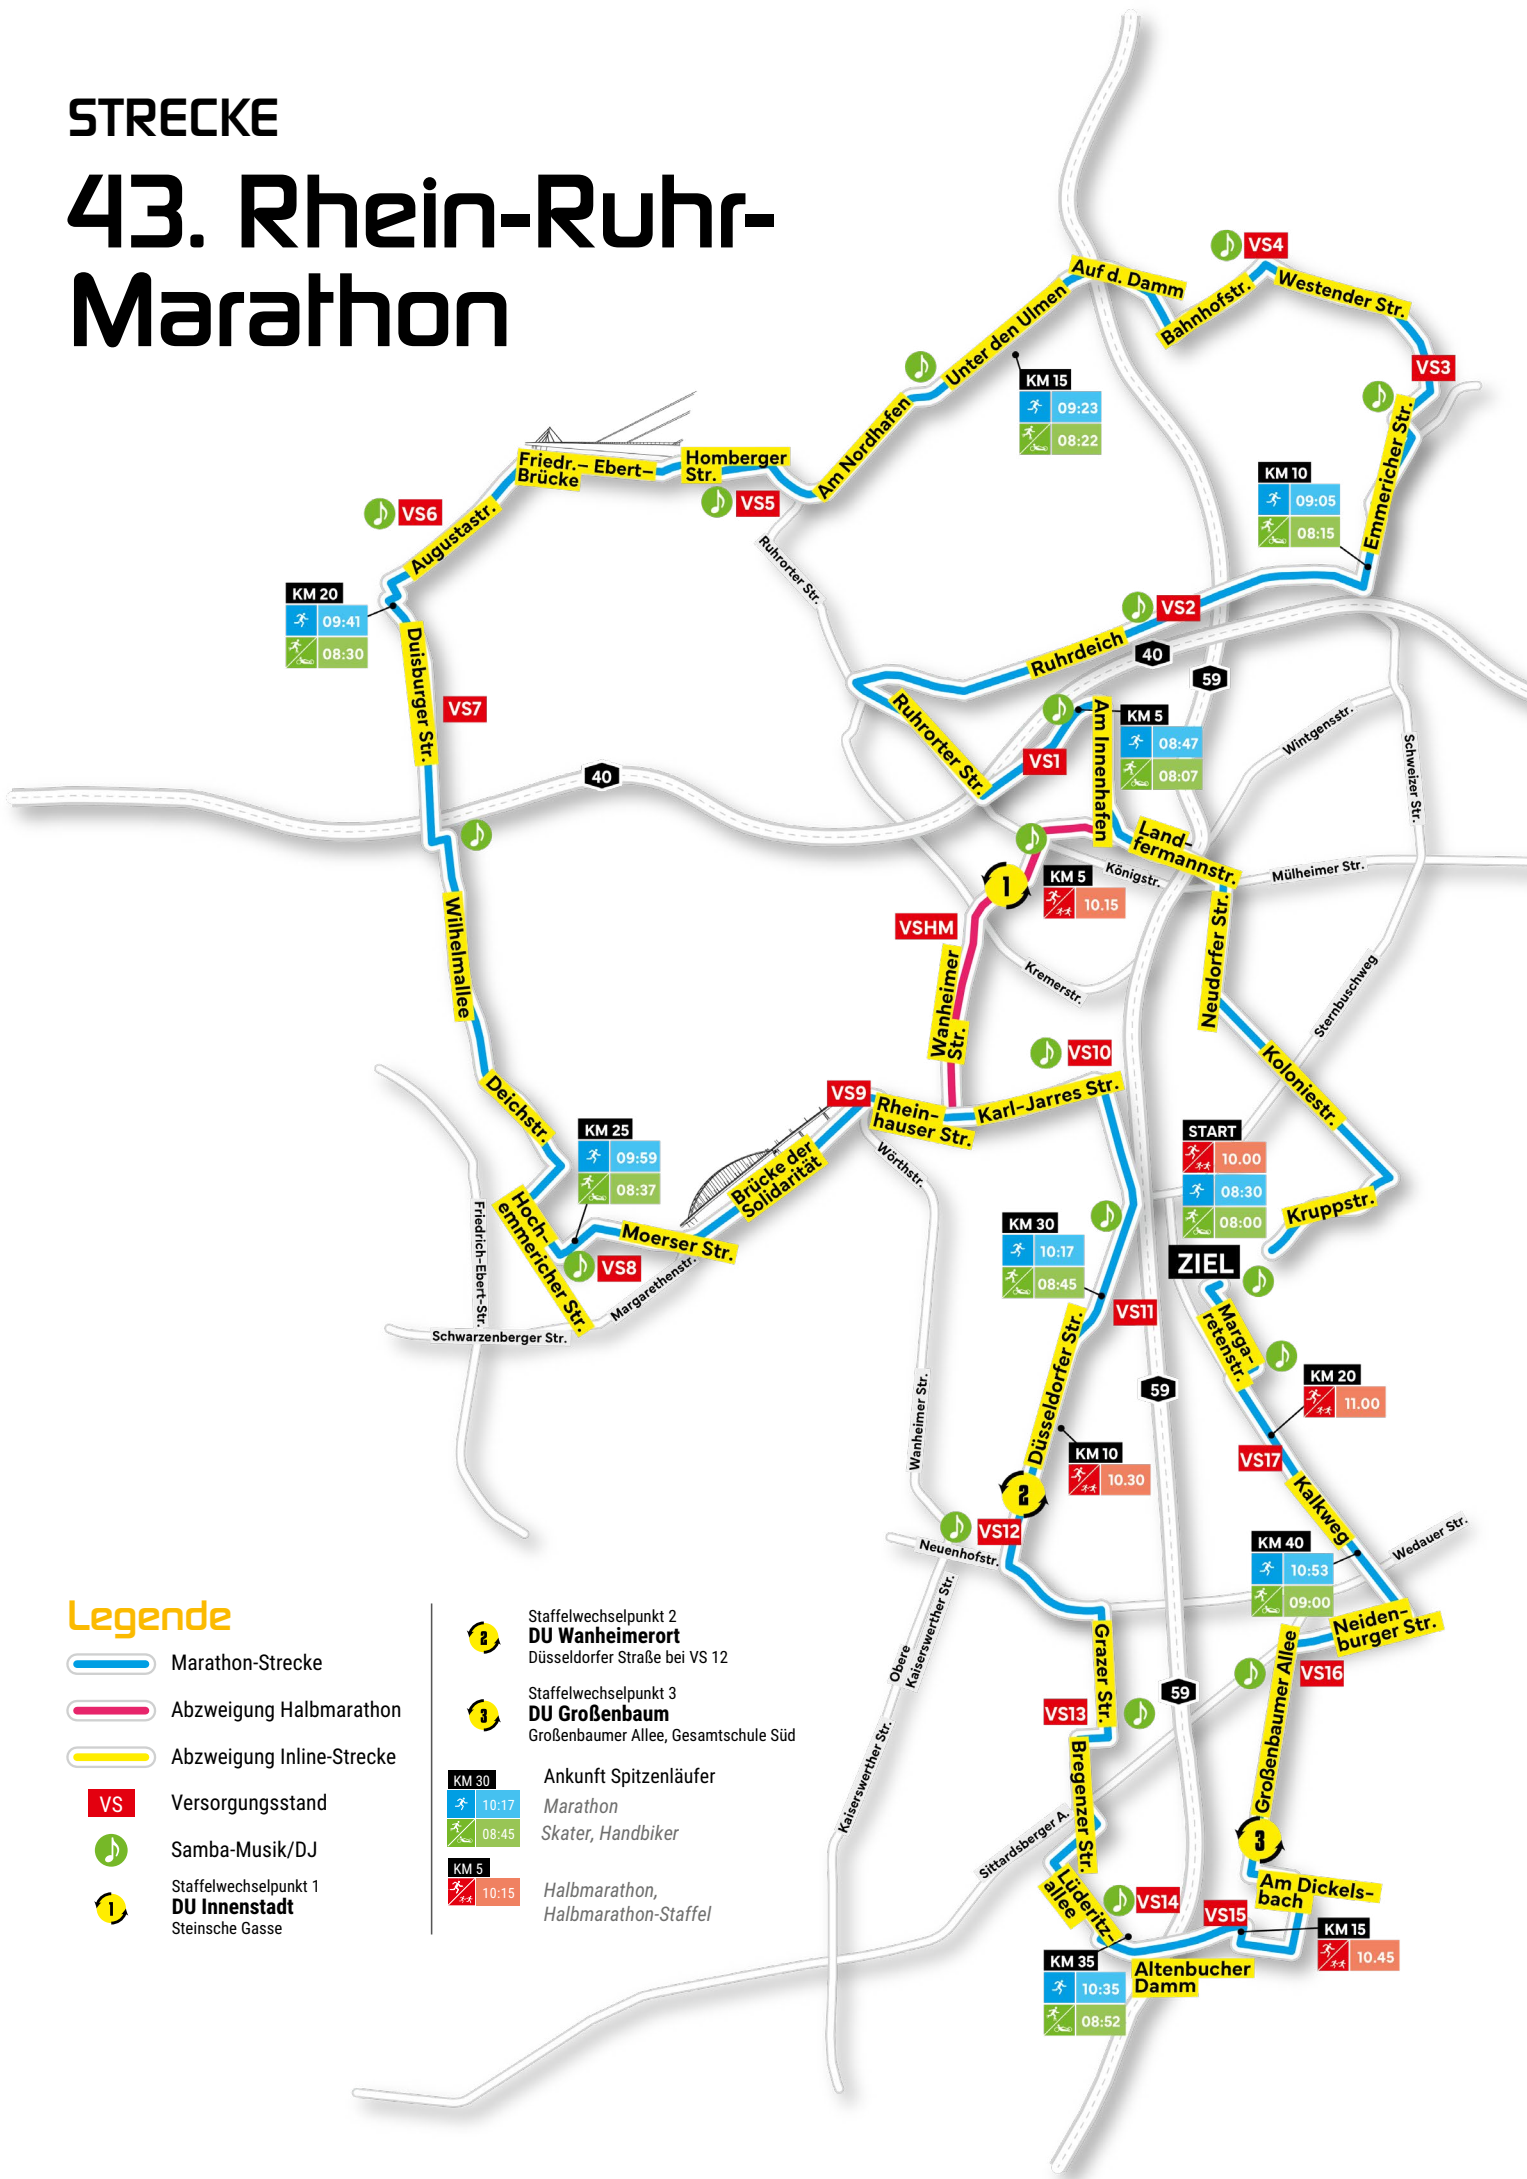 STRECKE
43. Rhein-Ruhr-
Marathon
Auf d. Damm
VS4
Bahnhofstr.
Westender Str.
VS3
Unter den Ulmen
KM 15
09:23
08:22
Emmericher Str.
Am Nordhafen
KM 10
09:05
08:15
Friedr.- Ebert-
Brücke
Homberger
Str.
VS5
VS6
Augustastr.
Ruhrorter Str.
KM 20
09:41
08:30
VS2
Duisburger Str.
Ruhrdeich
40
59
VS7
Ruhrorter Str.
Am Innenhafen
KM 5
08:47
08:07
VS1
Wintgensstr.
Schweizer Str.
40
Land-
fermannstr.
Königstr.
Mülheimer Str.
1
KM 5
10.15
VSHM
Wilhelmallee
Wanheimer
Str.
Kremerstr.
Neudorfer Str.
Sternbuschweg
VS10
Koloniestr.
Deichstr.
VS9
Rhein-
hauser Str.
Karl-Jarres Str.
KM 25
09:59
08:37
START
10.00
08:30
08:00
Brücke der
Solidarität
Wörthstr.
Hoch-
emmericher Str.
Friedrich-Ebert-Str.
Moerser Str.
VS8
Margarethenstr.
Schwarzenberger Str.
Kruppstr.
KM 30
10:17
08:45
ZIEL
VS11
Marga-
retenstr.
Düsseldorfer Str.
Wanheimer Str.
59
KM 20
11.00
KM 10
10.30
VS17
2
Kalkweg
VS12
Neuenhofstr.
Wedauer Str.
KM 40
10:53
09:00
Neiden-
burger Str.
VS16
Obere
Kaiserswerther Str.
Grazer Str.
Großenbaumer Allee
59
VS13
Kaiserswerther Str.
Bregenzer Str.
Sittardsberger A.
3
Lüderitz-
allee
VS14
Am Dickels-
bach
VS15
KM 15
10.45
KM 35
10:35
08:52
Altenbucher
Damm
Legende
Marathon-Strecke
Abzweigung Halbmarathon
Abzweigung Inline-Strecke
VS
Versorgungsstand
Samba-Musik/DJ
1
Staffelwechselpunkt 1
DU Innenstadt
Steinsche Gasse
2
Staffelwechselpunkt 2
DU Wanheimerort
Düsseldorfer Straße bei VS 12
3
Staffelwechselpunkt 3
DU Großenbaum
Großenbaumer Allee, Gesamtschule Süd
KM 30
Ankunft Spitzenläufer
10:17
Marathon
08:45
Skater, Handbiker
KM 5
10:15
Halbmarathon,
Halbmarathon-Staffel